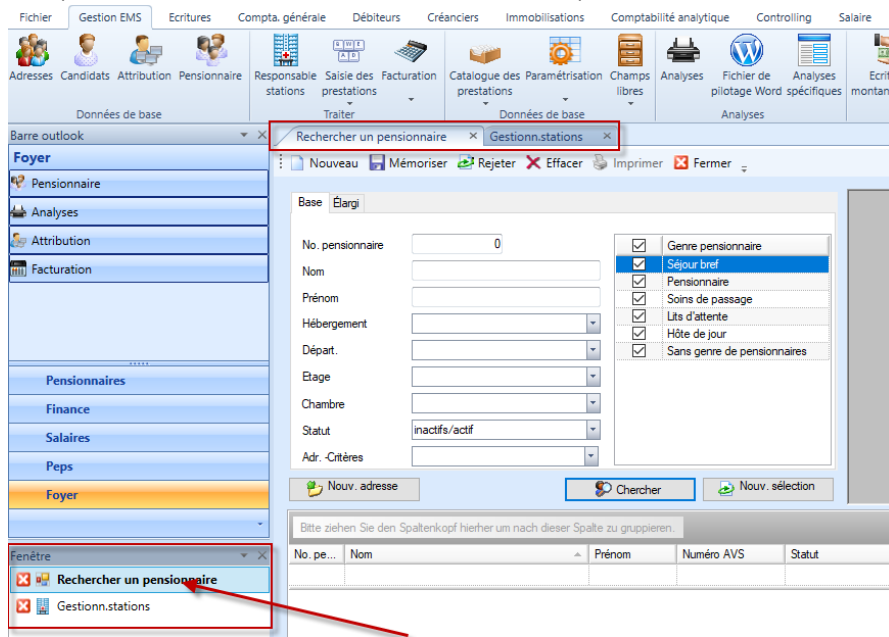 Fichier Gestion EMS Ecritures Compta. générale Débiteurs Créanciers Immobilisations Comptabilité analytique Controlling Salaire
Adresses Candidats Attribution Pensionnaire Responsable stations Saisie des prestations Facturation Catalogue des prestations Paramétrisation Champs libres Analyses Fichier de pilotage Word Analyses spécifiques
Données de base Traiter Données de base Analyses
Barre outlook
Rechercher un pensionnaire Gestionn.stations
Foyer
Nouveau Mémoriser Rejeter Effacer Imprimer Fermer
Pensionnaire
Analyses
Attribution
Facturation
Pensionnaires
Finance
Salaires
Peps
Foyer
Base Élargi
No. pensionnaire 0
Nom
Prénom
Hébergement
Départ.
Etage
Chambre
Statut inactifs/actif
Adr. -Critères
Genre pensionnaire
Séjour bref
Pensionnaire
Soins de passage
Lits d'attente
Hôte de jour
Sans genre de pensionnaires
Nouv. adresse Chercher Nouv. sélection
Bitte ziehen Sie den Spaltenkopf hierher um nach dieser Spalte zu gruppieren.
No. pe... Nom Prénom Numéro AVS Statut
Fenêtre
Rechercher un pensionnaire
Gestionn.stations